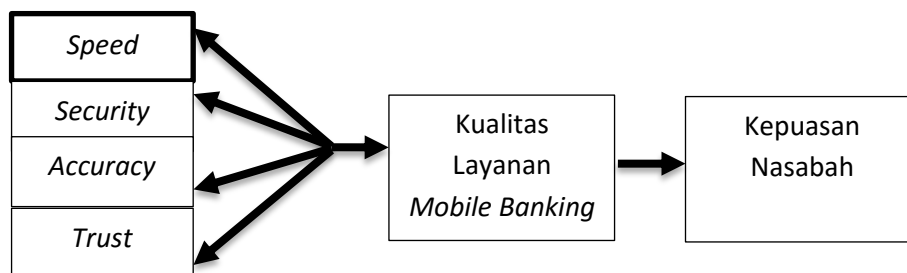 Speed
Security
Accuracy
Trust
Kualitas
Layanan
Mobile Banking
Kepuasan
Nasabah